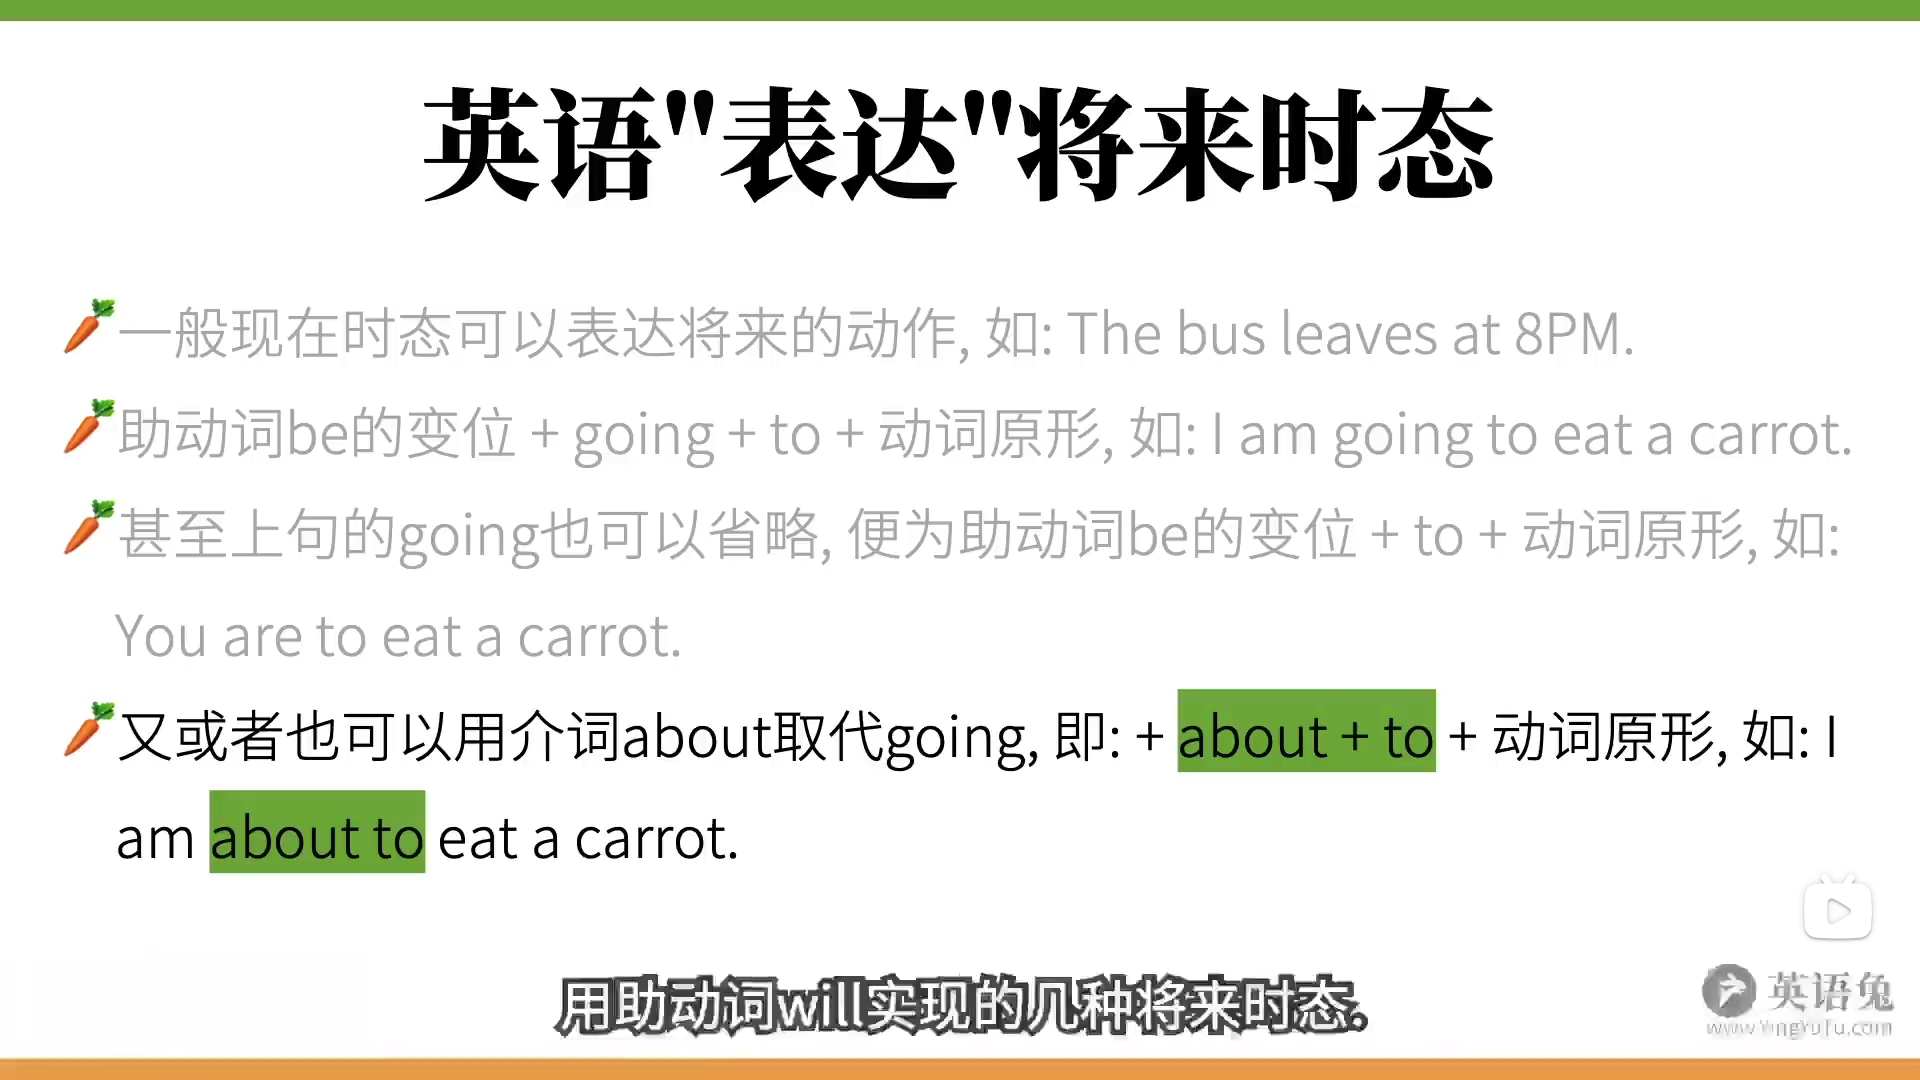 英语"表达"将来时态
一般现在时态可以表达将来的动作, 如: The bus leaves at 8PM.
助动词be的变位 + going + to + 动词原形, 如: I am going to eat a carrot.
甚至上句的going也可以省略, 便为助动词be的变位 + to + 动词原形, 如:
You are to eat a carrot.
又或者也可以用介词about取代going, 即: + about + to + 动词原形, 如: I
am about to eat a carrot.
用助动词will实现的几种将来时态.
英语兔
www.YingYuTu.com